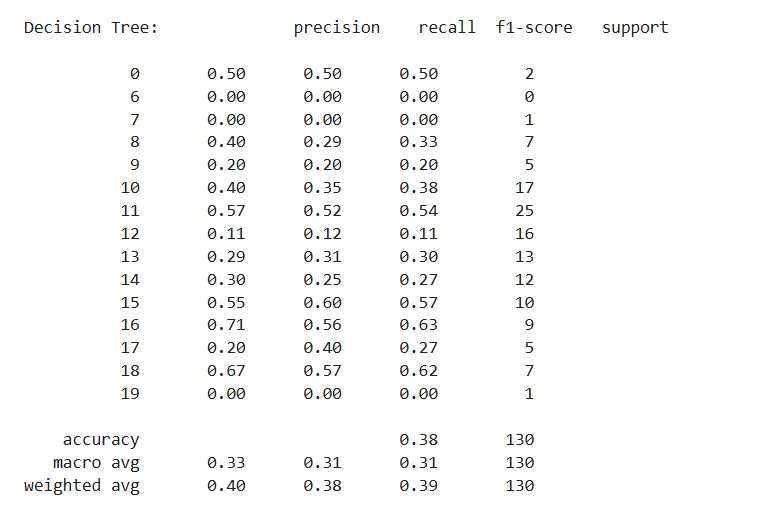 Decision Tree:              precision    recall  f1-score   support

           0       0.50      0.50      0.50         2
           6       0.00      0.00      0.00         0
           7       0.00      0.00      0.00         1
           8       0.40      0.29      0.33         7
           9       0.20      0.20      0.20         5
          10       0.40      0.35      0.38        17
          11       0.57      0.52      0.54        25
          12       0.11      0.12      0.11        16
          13       0.29      0.31      0.30        13
          14       0.30      0.25      0.27        12
          15       0.55      0.60      0.57        10
          16       0.71      0.56      0.63         9
          17       0.20      0.40      0.27         5
          18       0.67      0.57      0.62         7
          19       0.00      0.00      0.00         1

    accuracy                           0.38       130
   macro avg       0.33      0.31      0.31       130
weighted avg       0.40      0.38      0.39       130